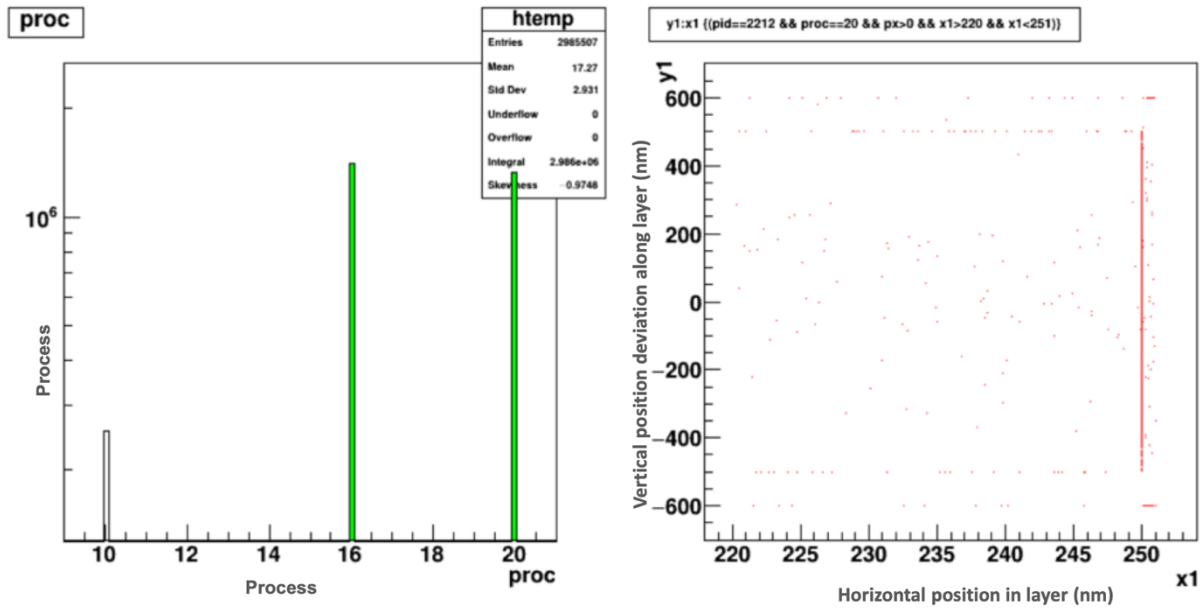 proc
htemp
Entries 2985507
Mean 17.27
Std Dev 2.931
Underflow 0
Overflow 0
Integral 2.986e+06
Skewness −0.9748
10^6
Process
10 12 14 16 18 20
proc
Process
y1:x1 {(pid==2212 && proc==20 && px>0 && x1>220 && x1<251)}
y1
Vertical position deviation along layer (nm)
600
400
200
0
−200
−400
−600
220 225 230 235 240 245 250
x1
Horizontal position in layer (nm)